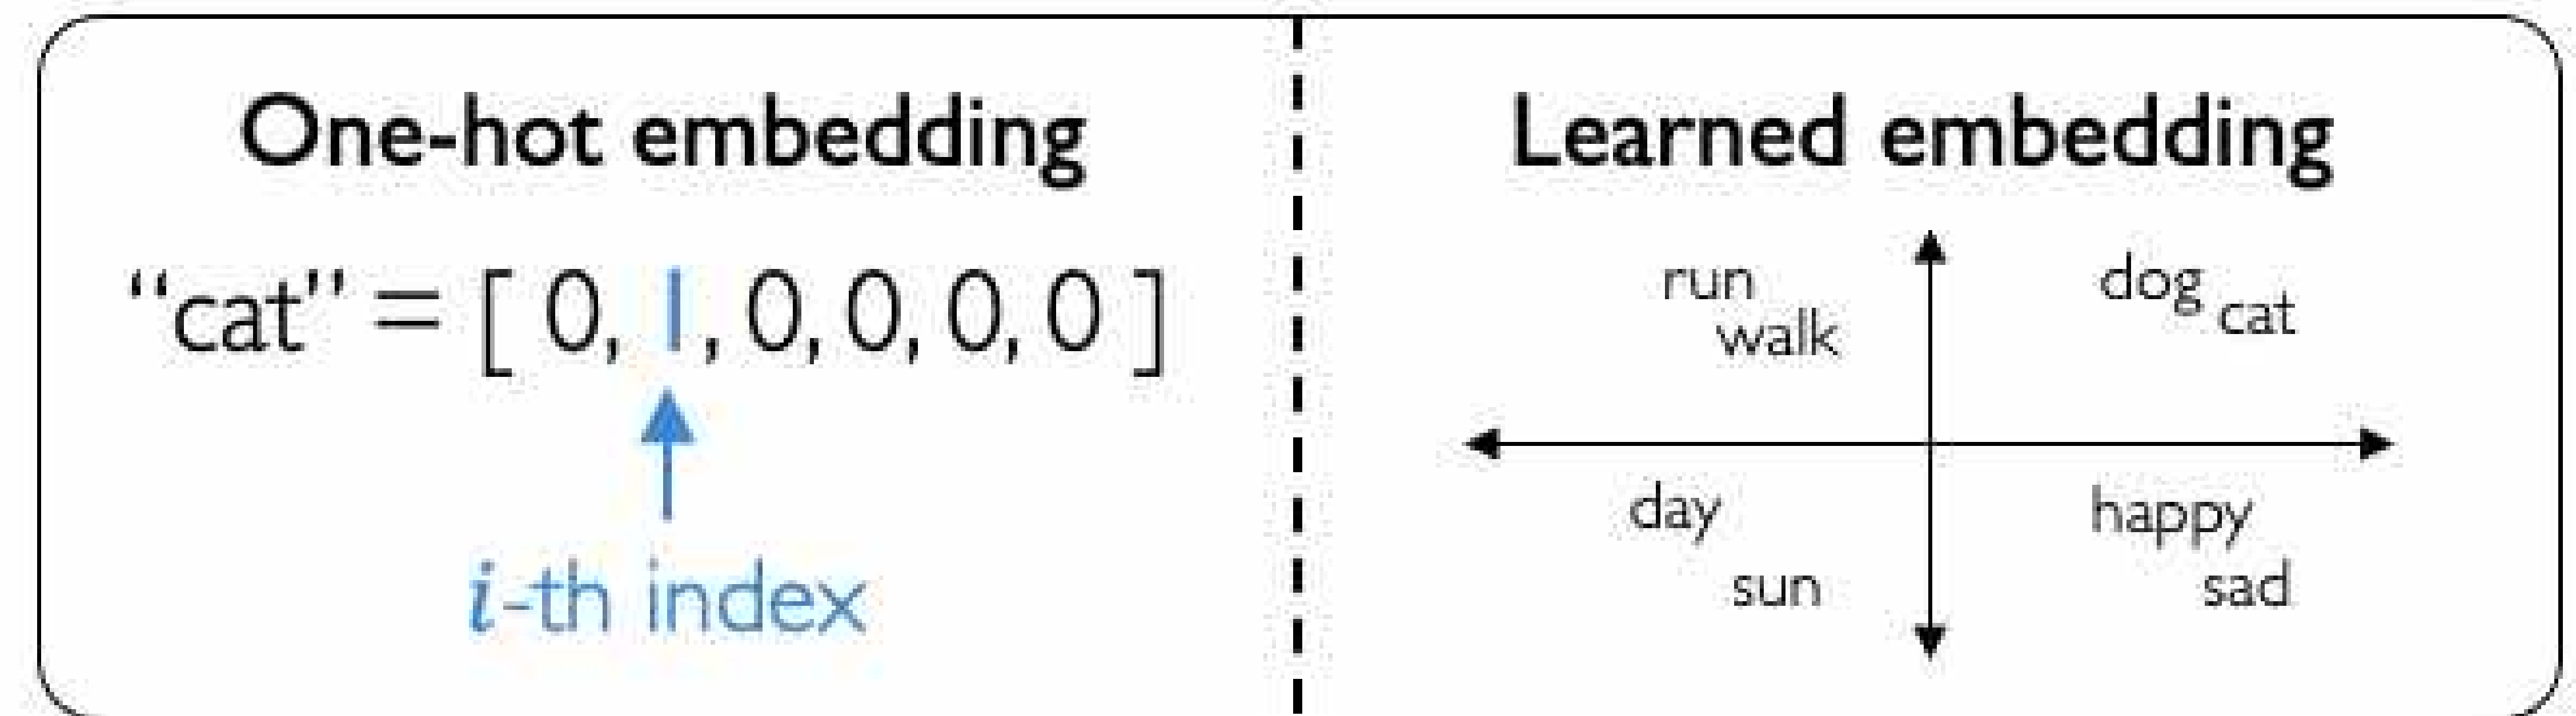 One-hot embedding
“cat” = [ 0, 1, 0, 0, 0, 0 ]
i-th index
Learned embedding
run
walk
dog
cat
day
sun
happy
sad